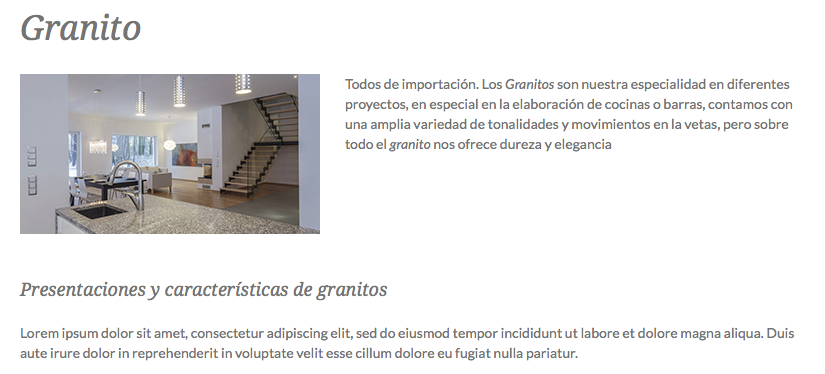 Granito
Todos de importación. Los Granitos son nuestra especialidad en diferentes
proyectos, en especial en la elaboración de cocinas o barras, contamos con
una amplia variedad de tonalidades y movimientos en la vetas, pero sobre
todo el granito nos ofrece dureza y elegancia
Presentaciones y características de granitos
Lorem ipsum dolor sit amet, consectetur adipiscing elit, sed do eiusmod tempor incididunt ut labore et dolore magna aliqua. Duis
aute irure dolor in reprehenderit in voluptate velit esse cillum dolore eu fugiat nulla pariatur.